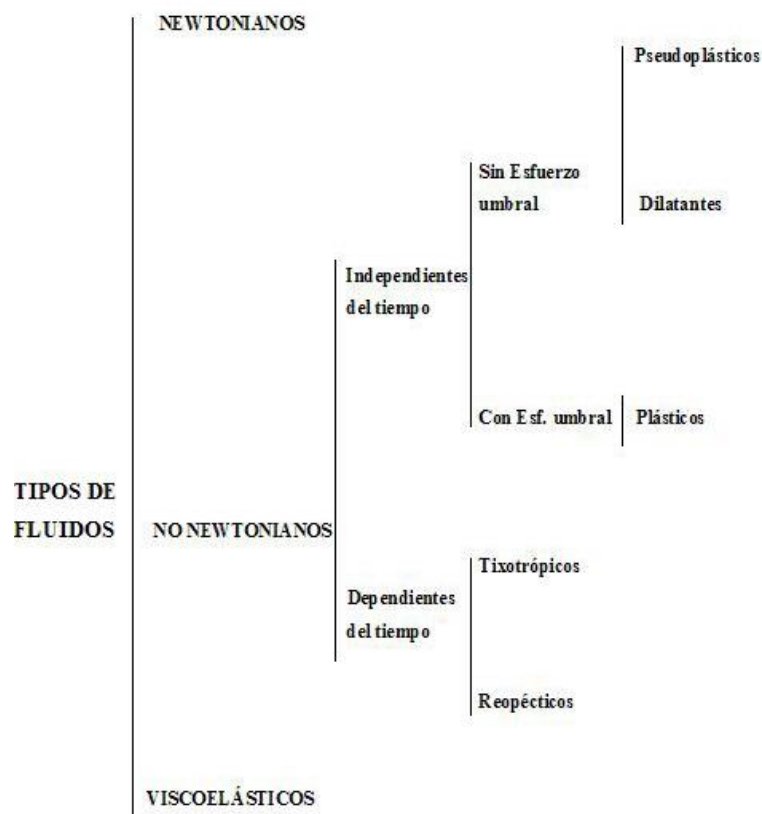 NEWTONIANOS
Pseudoplásticos
Sin Esfuerzo
umbral
Dilatantes
Independientes
del tiempo
Con Esf. umbral
Plásticos
TIPOS DE
FLUIDOS
NO NEWTONIANOS
Tixotrópicos
Dependientes
del tiempo
Reopécticos
VISCOELÁSTICOS